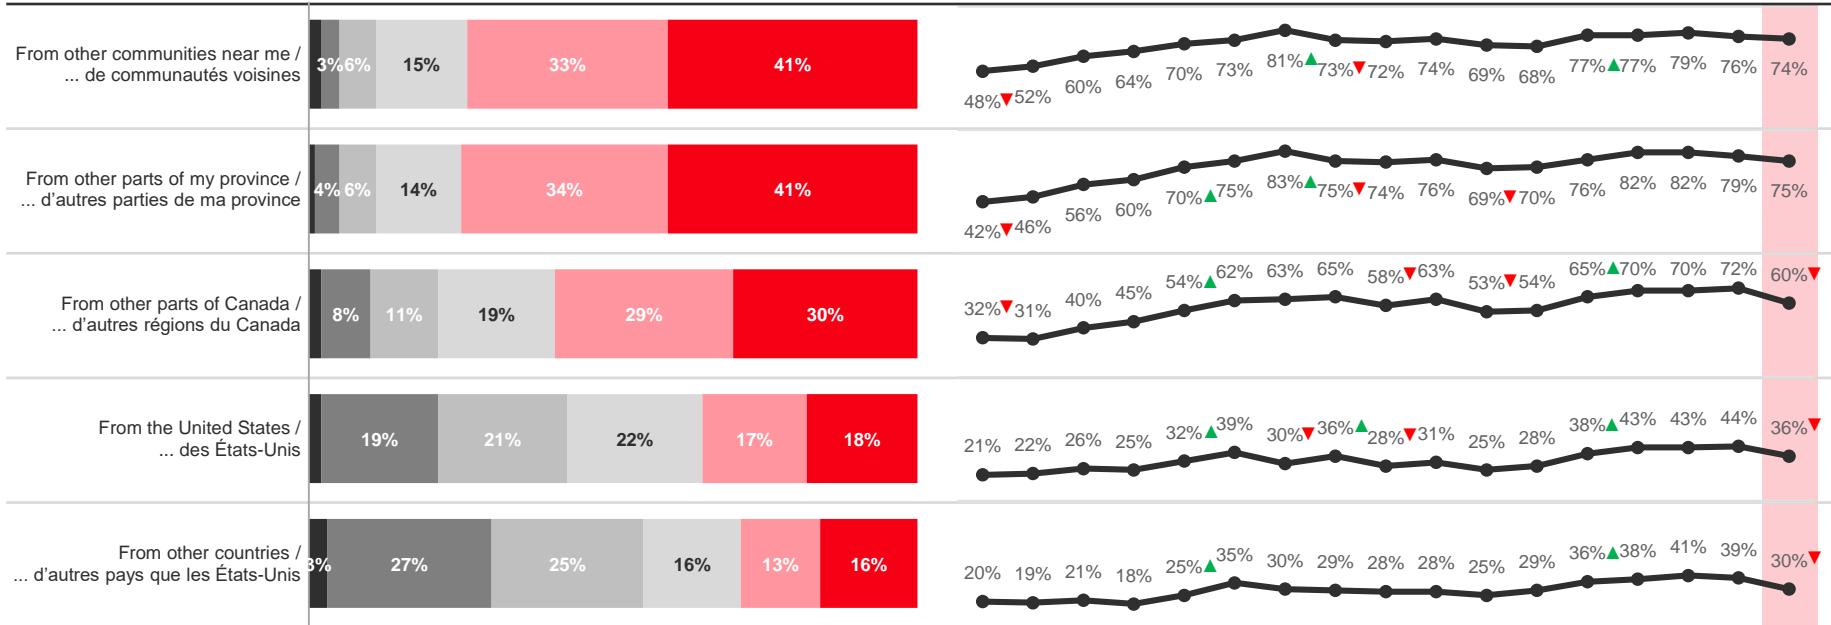 From other communities near me /
... de communautés voisines
3% 6% 15% 33% 41%
48% 52% 60% 64% 70% 73% 81% 73% 72% 74% 69% 68% 77% 77% 79% 76% 74%
From other parts of my province /
... d'autres parties de ma province
4% 6% 14% 34% 41%
42% 46% 56% 60% 70% 75% 83% 75% 74% 76% 69% 70% 76% 82% 82% 79% 75%
From other parts of Canada /
... d'autres régions du Canada
8% 11% 19% 29% 30%
32% 31% 40% 45% 54% 62% 63% 65% 58% 63% 53% 54% 65% 70% 70% 72% 60%
From the United States /
... des États-Unis
19% 21% 22% 17% 18%
21% 22% 26% 25% 32% 39% 30% 36% 28% 31% 25% 28% 38% 43% 43% 44% 36%
From other countries /
... d'autres pays que les États-Unis
3% 27% 25% 16% 13% 16%
20% 19% 21% 18% 25% 35% 30% 29% 28% 28% 25% 29% 36% 38% 41% 39% 30%